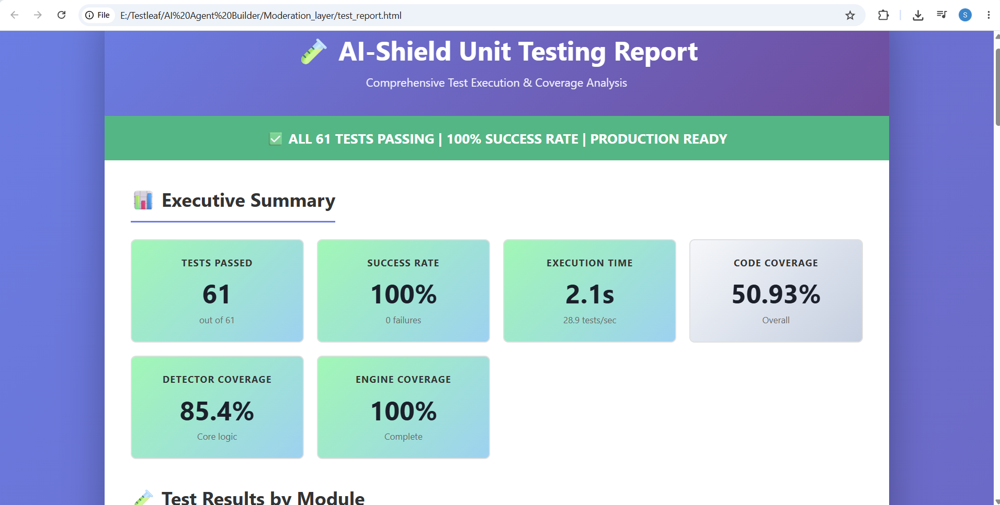 File
E:/Testleaf/AI%20Agent%20Builder/Moderation_layer/test_report.html
S
AI-Shield Unit Testing Report
Comprehensive Test Execution & Coverage Analysis
ALL 61 TESTS PASSING | 100% SUCCESS RATE | PRODUCTION READY
Executive Summary
TESTS PASSED
61
out of 61
SUCCESS RATE
100%
0 failures
EXECUTION TIME
2.1s
28.9 tests/sec
CODE COVERAGE
50.93%
Overall
DETECTOR COVERAGE
85.4%
Core logic
ENGINE COVERAGE
100%
Complete
Test Results by Module